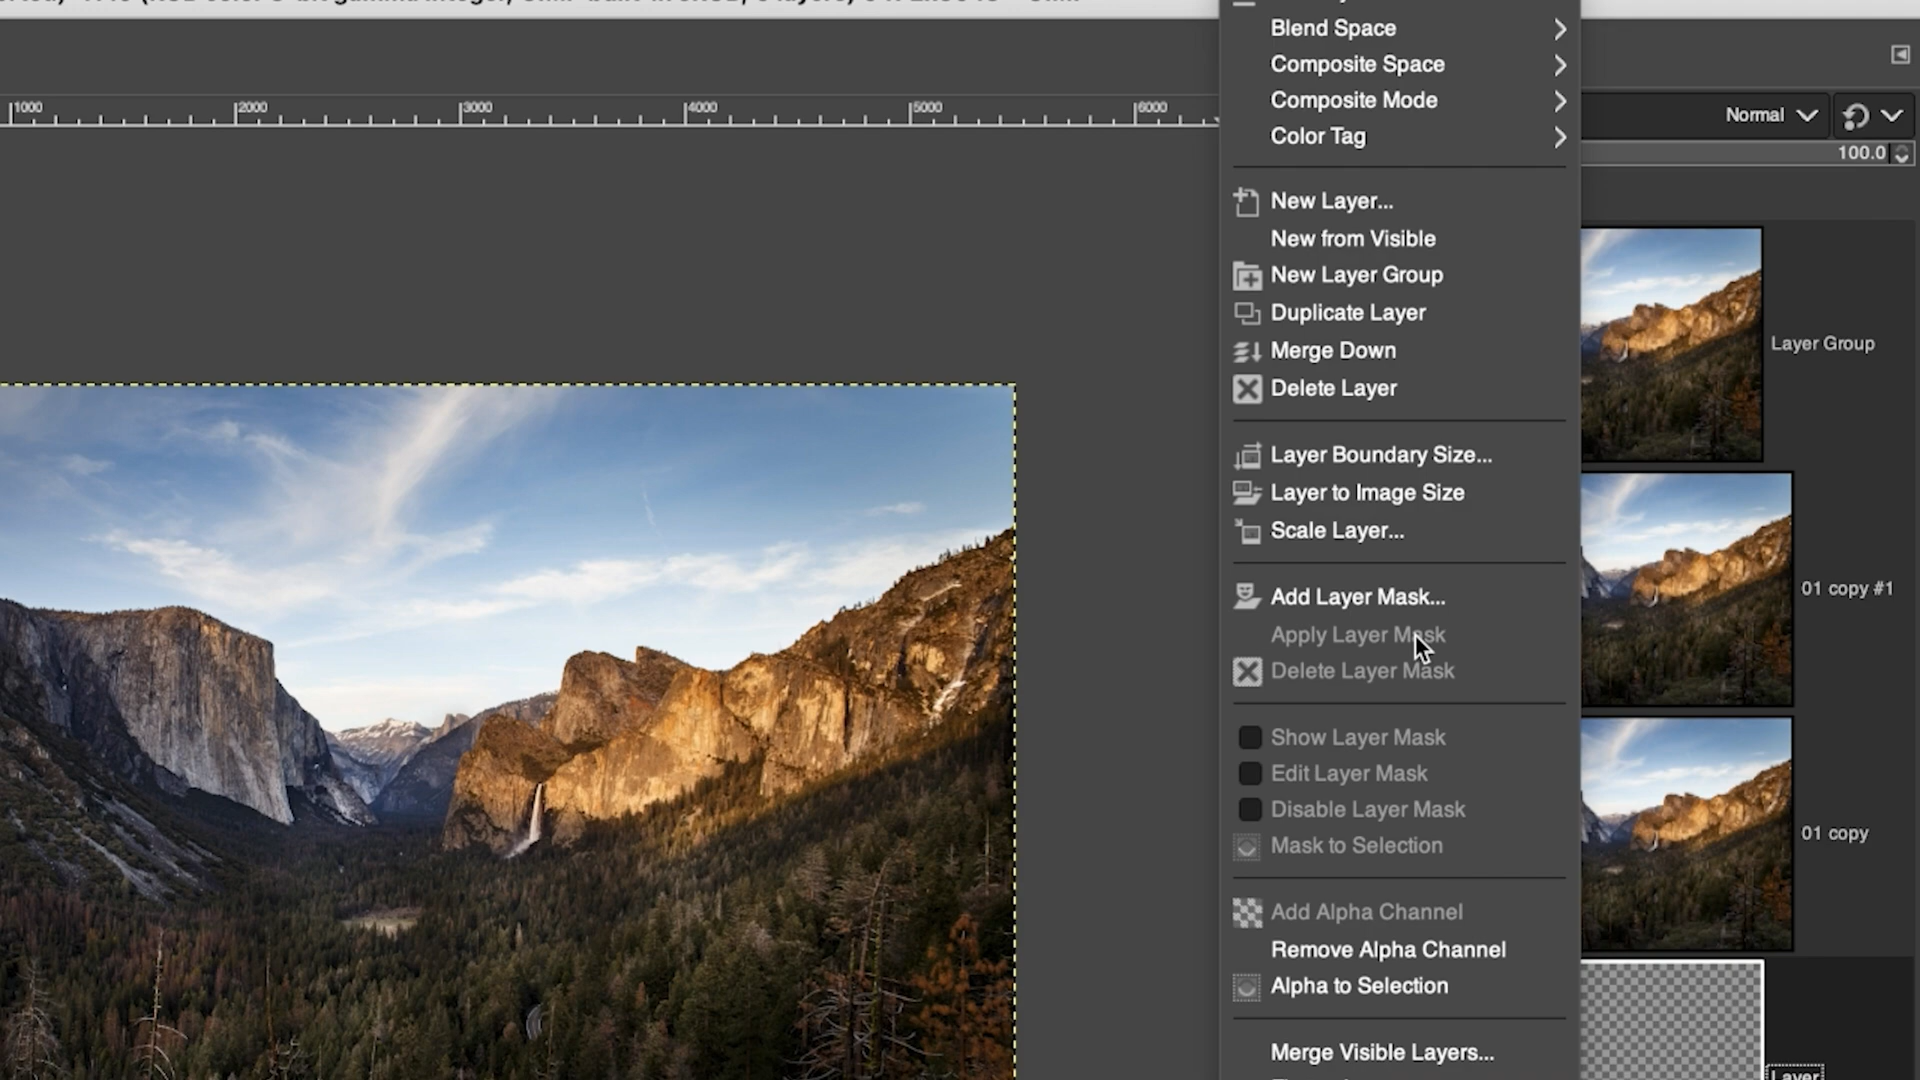 Blend Space
Composite Space
Composite Mode
Color Tag
1000
2000
3000
4000
5000
6000
Normal
100.0
New Layer...
New from Visible
New Layer Group
Duplicate Layer
Merge Down
Delete Layer
Layer Boundary Size...
Layer to Image Size
Scale Layer...
Add Layer Mask...
Apply Layer Mask
Delete Layer Mask
Show Layer Mask
Edit Layer Mask
Disable Layer Mask
Mask to Selection
Add Alpha Channel
Remove Alpha Channel
Alpha to Selection
Merge Visible Layers...
Layer Group
01 copy #1
01 copy
Layer